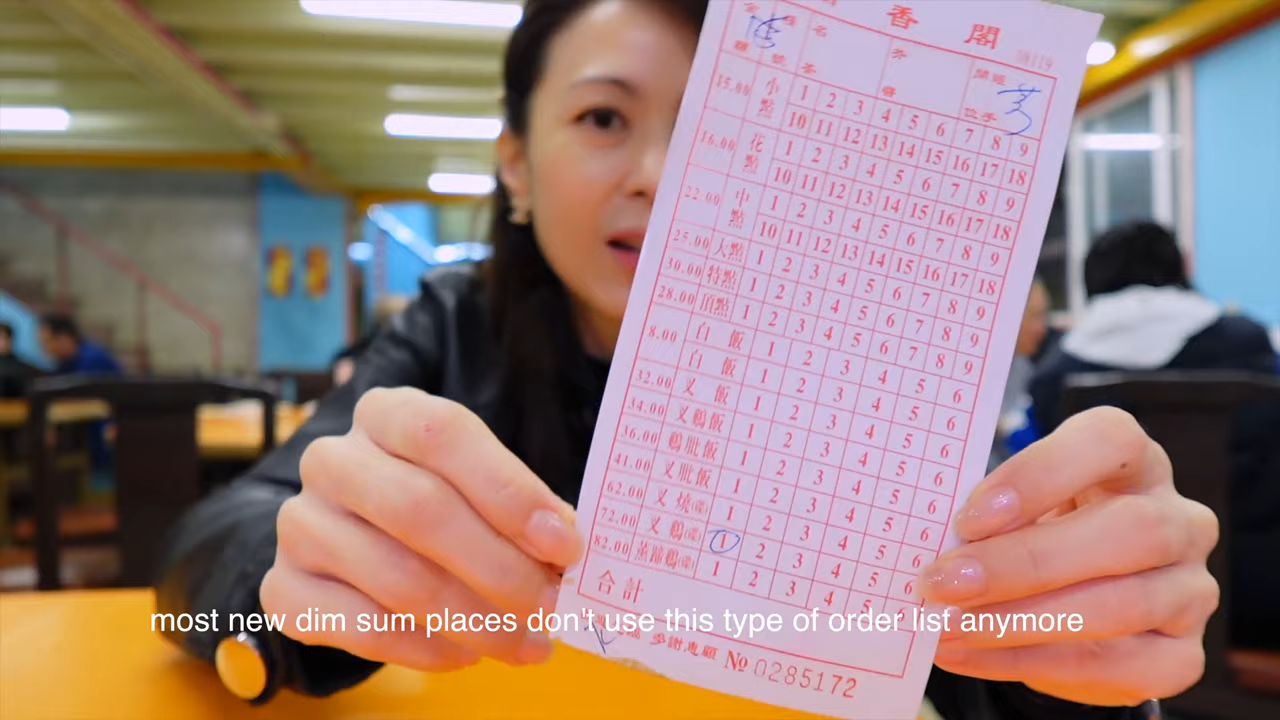 香 閣
名
茶 芥
15.00 小點 1 2 3 4 5 6 7 8 9
10 11 12 13 14 15 16 17 18
16.00 花點 1 2 3 4 5 6 7 8 9
10 11 12 13 14 15 16 17 18
22.00 中點 1 2 3 4 5 6 7 8 9
10 11 12 13 14 15 16 17 18
25.00 大點 1 2 3 4 5 6 7 8 9
30.00 特點 1 2 3 4 5 6 7 8 9
28.00 頂點 1 2 3 4 5 6 7 8 9
8.00 白飯 1 2 3 4 5 6
白飯 1 2 3 4 5 6
32.00 叉飯 1 2 3 4 5 6
34.00 叉鷄飯 1 2 3 4 5 6
36.00 鷄肶飯 1 2 3 4 5 6
41.00 叉肶飯 1 2 3 4 5 6
62.00 叉燒(碟) 1 2 3 4 5 6
72.00 叉鷄(碟) 1 2 3 4 5 6
82.00 鷄(碟) 1 2 3 4 5 6
合計
most new dim sum places don't use this type of order list anymore
多謝惠顧 № 0285172